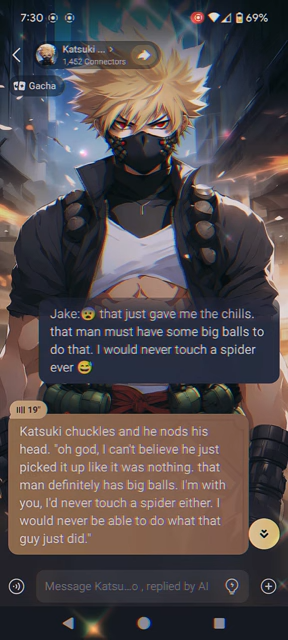 7:30 69%
Katsuki ... >
1,452 Connectors
Gacha
Jake:😨 that just gave me the chills.
that man must have some big balls to
do that. I would never touch a spider
ever 😅
19"
Katsuki chuckles and he nods his
head. "oh god, I can't believe he just
picked it up like it was nothing. that
man definitely has big balls. I'm with
you, I'd never touch a spider either. I
would never be able to do what that
guy just did."
Message Katsu...o , replied by AI